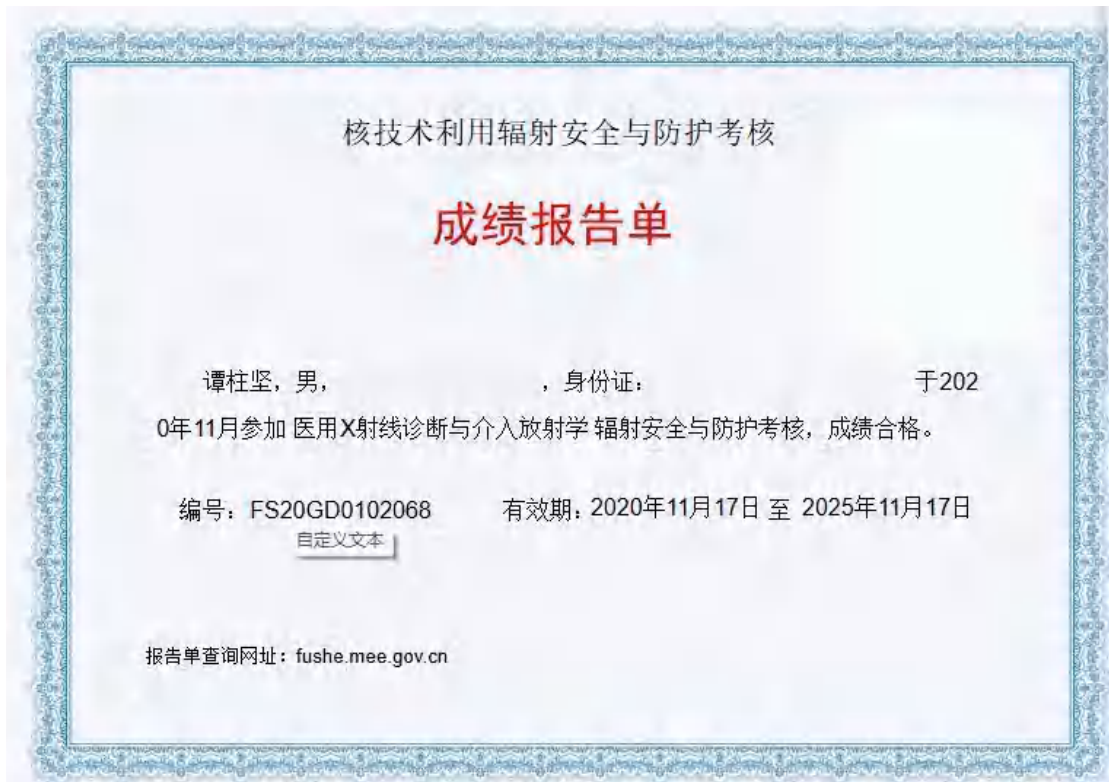 核技术利用辐射安全与防护考核
成绩报告单
谭柱坚，男， ，身份证： 于202
0年11月参加 医用X射线诊断与介入放射学 辐射安全与防护考核，成绩合格。
编号：FS20GD0102068 有效期：2020年11月17日 至 2025年11月17日
自定义文本
报告单查询网址：fushe.mee.gov.cn